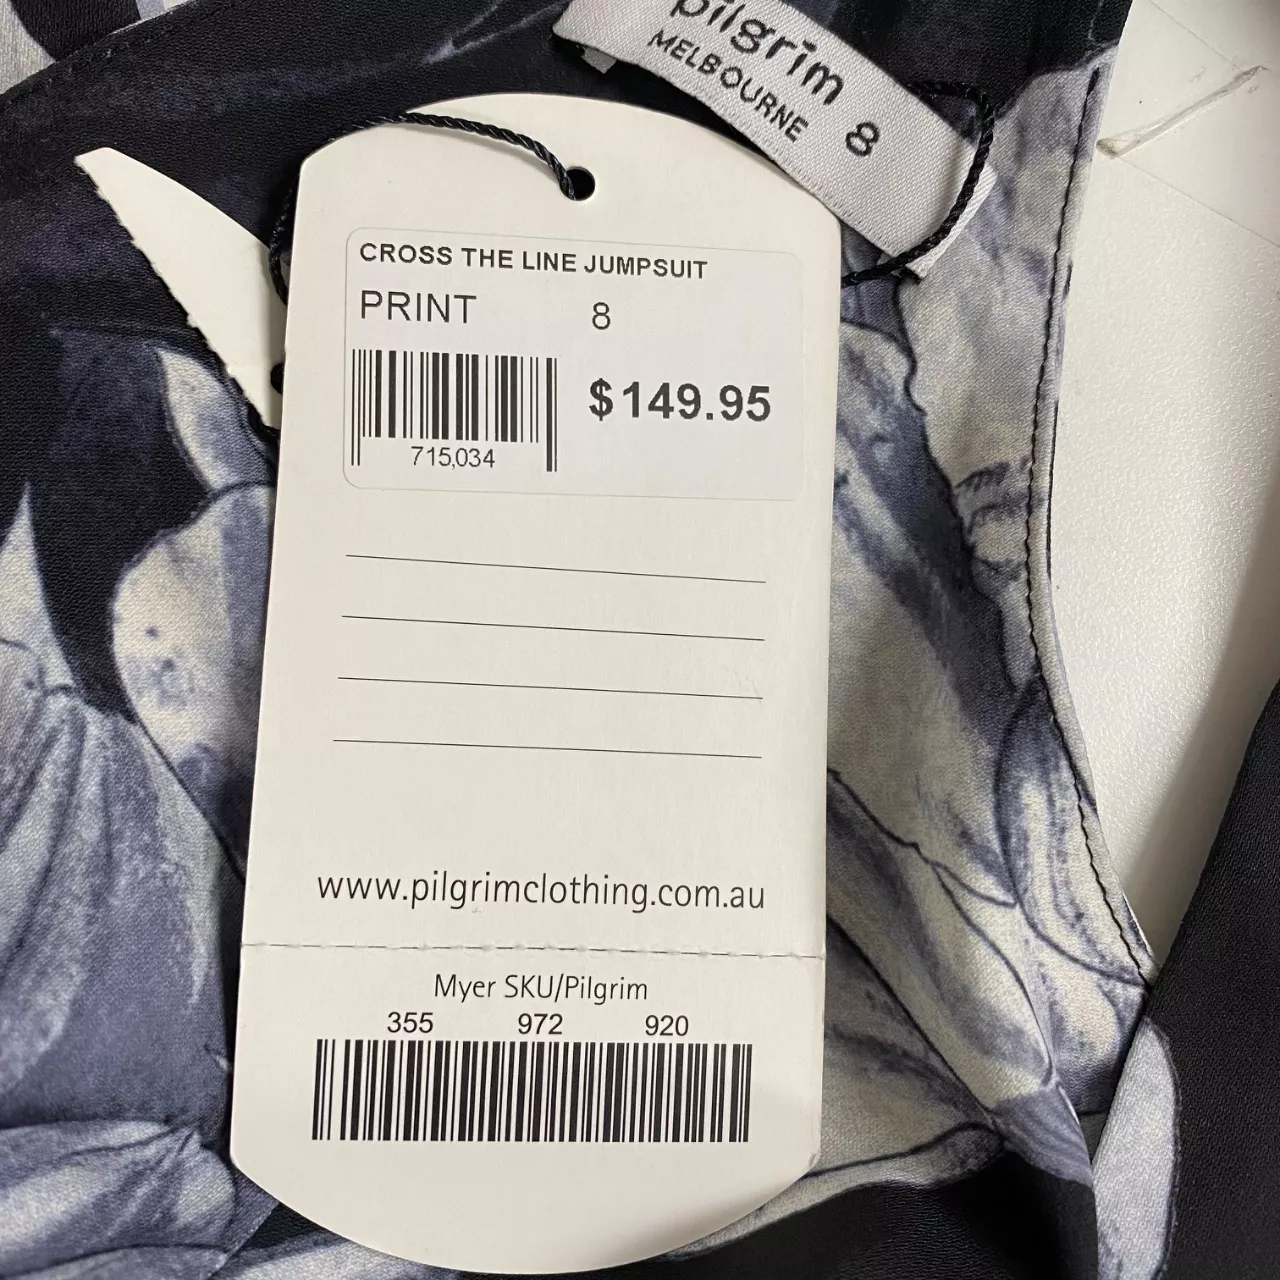 pilgrim
MELBOURNE 8
CROSS THE LINE JUMPSUIT
PRINT 8
$149.95
715,034
www.pilgrimclothing.com.au
Myer SKU/Pilgrim
355 972 920